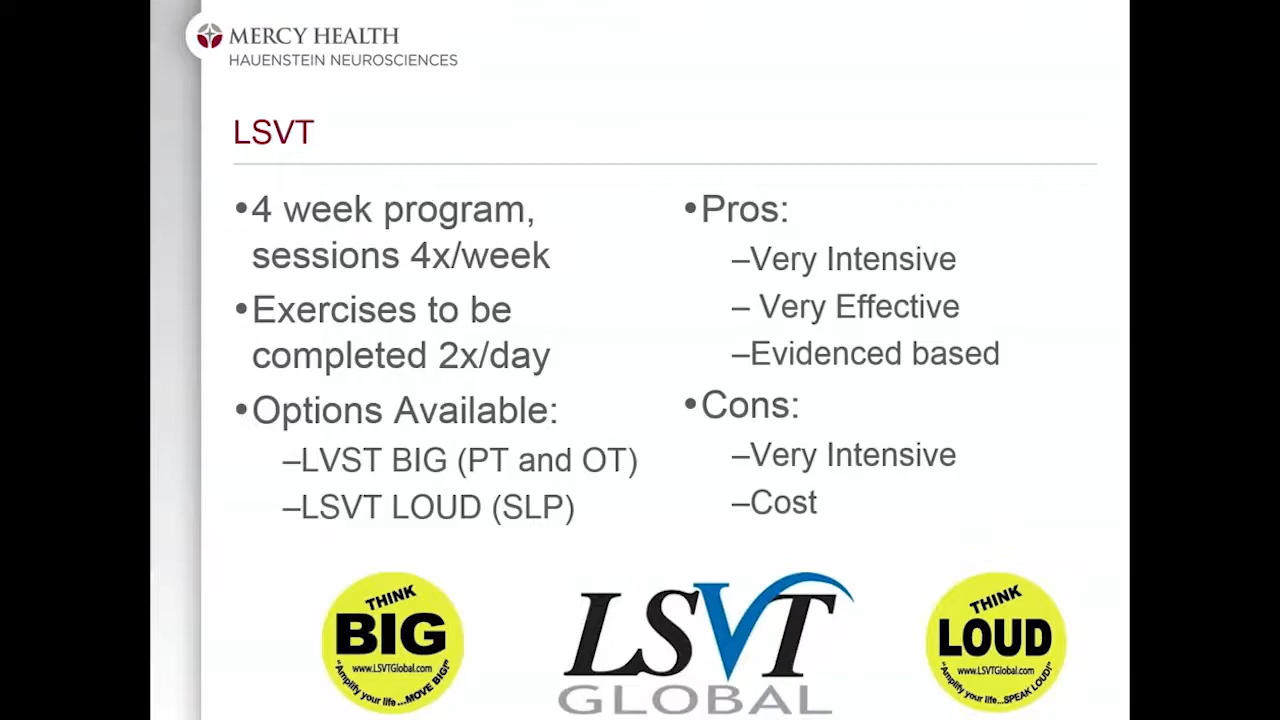 MERCY HEALTH
HAUENSTEIN NEUROSCIENCES
LSVT
•4 week program,
sessions 4x/week
•Exercises to be
completed 2x/day
•Options Available:
–LVST BIG (PT and OT)
–LSVT LOUD (SLP)
•Pros:
–Very Intensive
– Very Effective
–Evidenced based
•Cons:
–Very Intensive
–Cost
THINK
BIG
www.LSVTGlobal.com
"Amplify your life...MOVE BIG!"
LSVT
GLOBAL
THINK
LOUD
www.LSVTGlobal.com
"Amplify your life...SPEAK LOUD!"